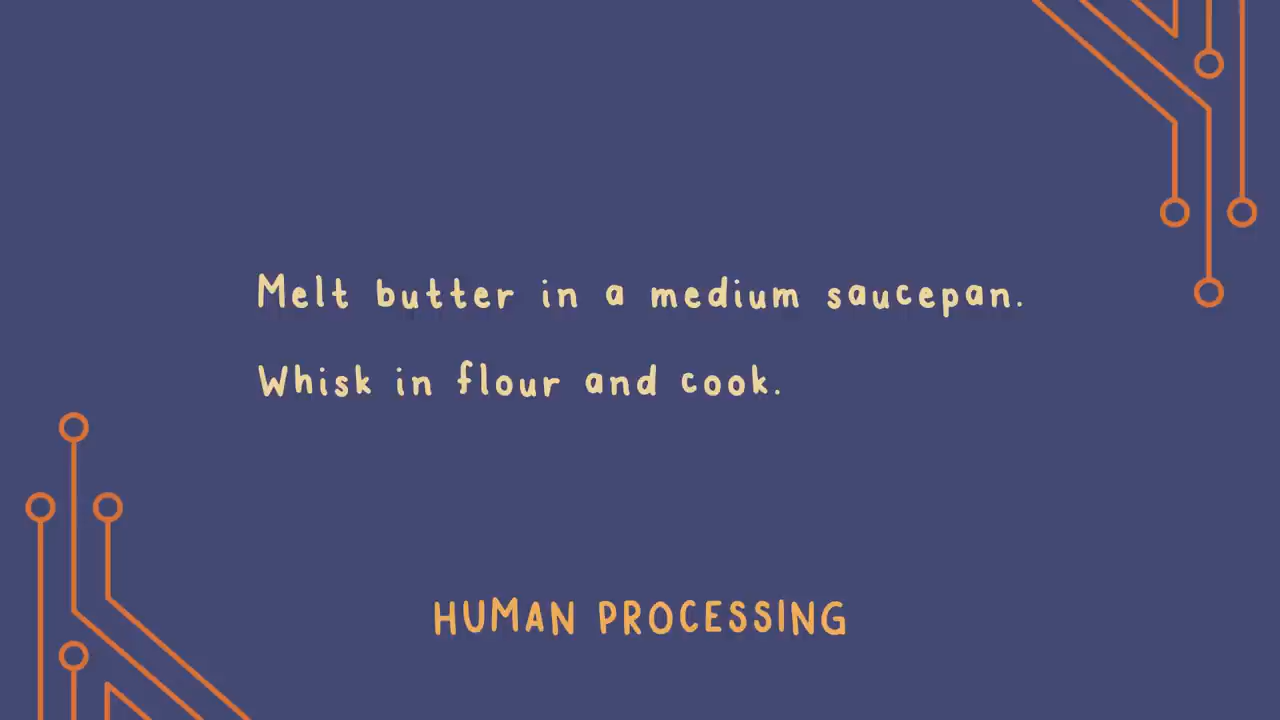 Melt butter in a medium saucepan.
Whisk in flour and cook.
HUMAN PROCESSING